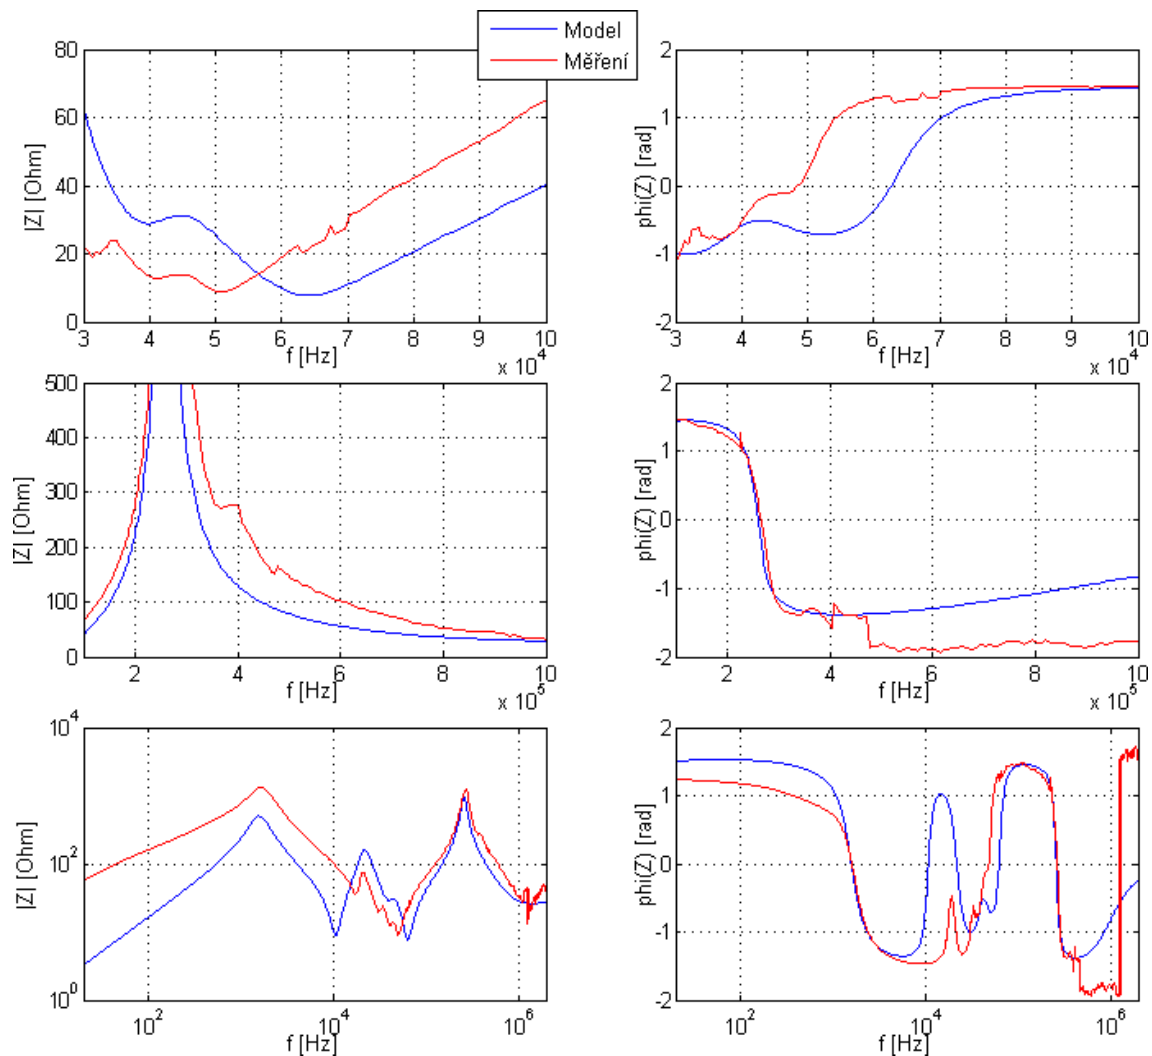 Model
Měření
80
60
40
20
0
|Z| [Ohm]
3 4 5 6 7 8 9 10
f [Hz]
x 10^4
2
1
0
-1
-2
phi(Z) [rad]
3 4 5 6 7 8 9 10
f [Hz]
x 10^4
500
400
300
200
100
0
|Z| [Ohm]
2 4 6 8 10
f [Hz]
x 10^5
2
1
0
-1
-2
phi(Z) [rad]
2 4 6 8 10
f [Hz]
x 10^5
10^4
10^2
10^0
|Z| [Ohm]
10^2 10^4 10^6
f [Hz]
2
1
0
-1
-2
phi(Z) [rad]
10^2 10^4 10^6
f [Hz]